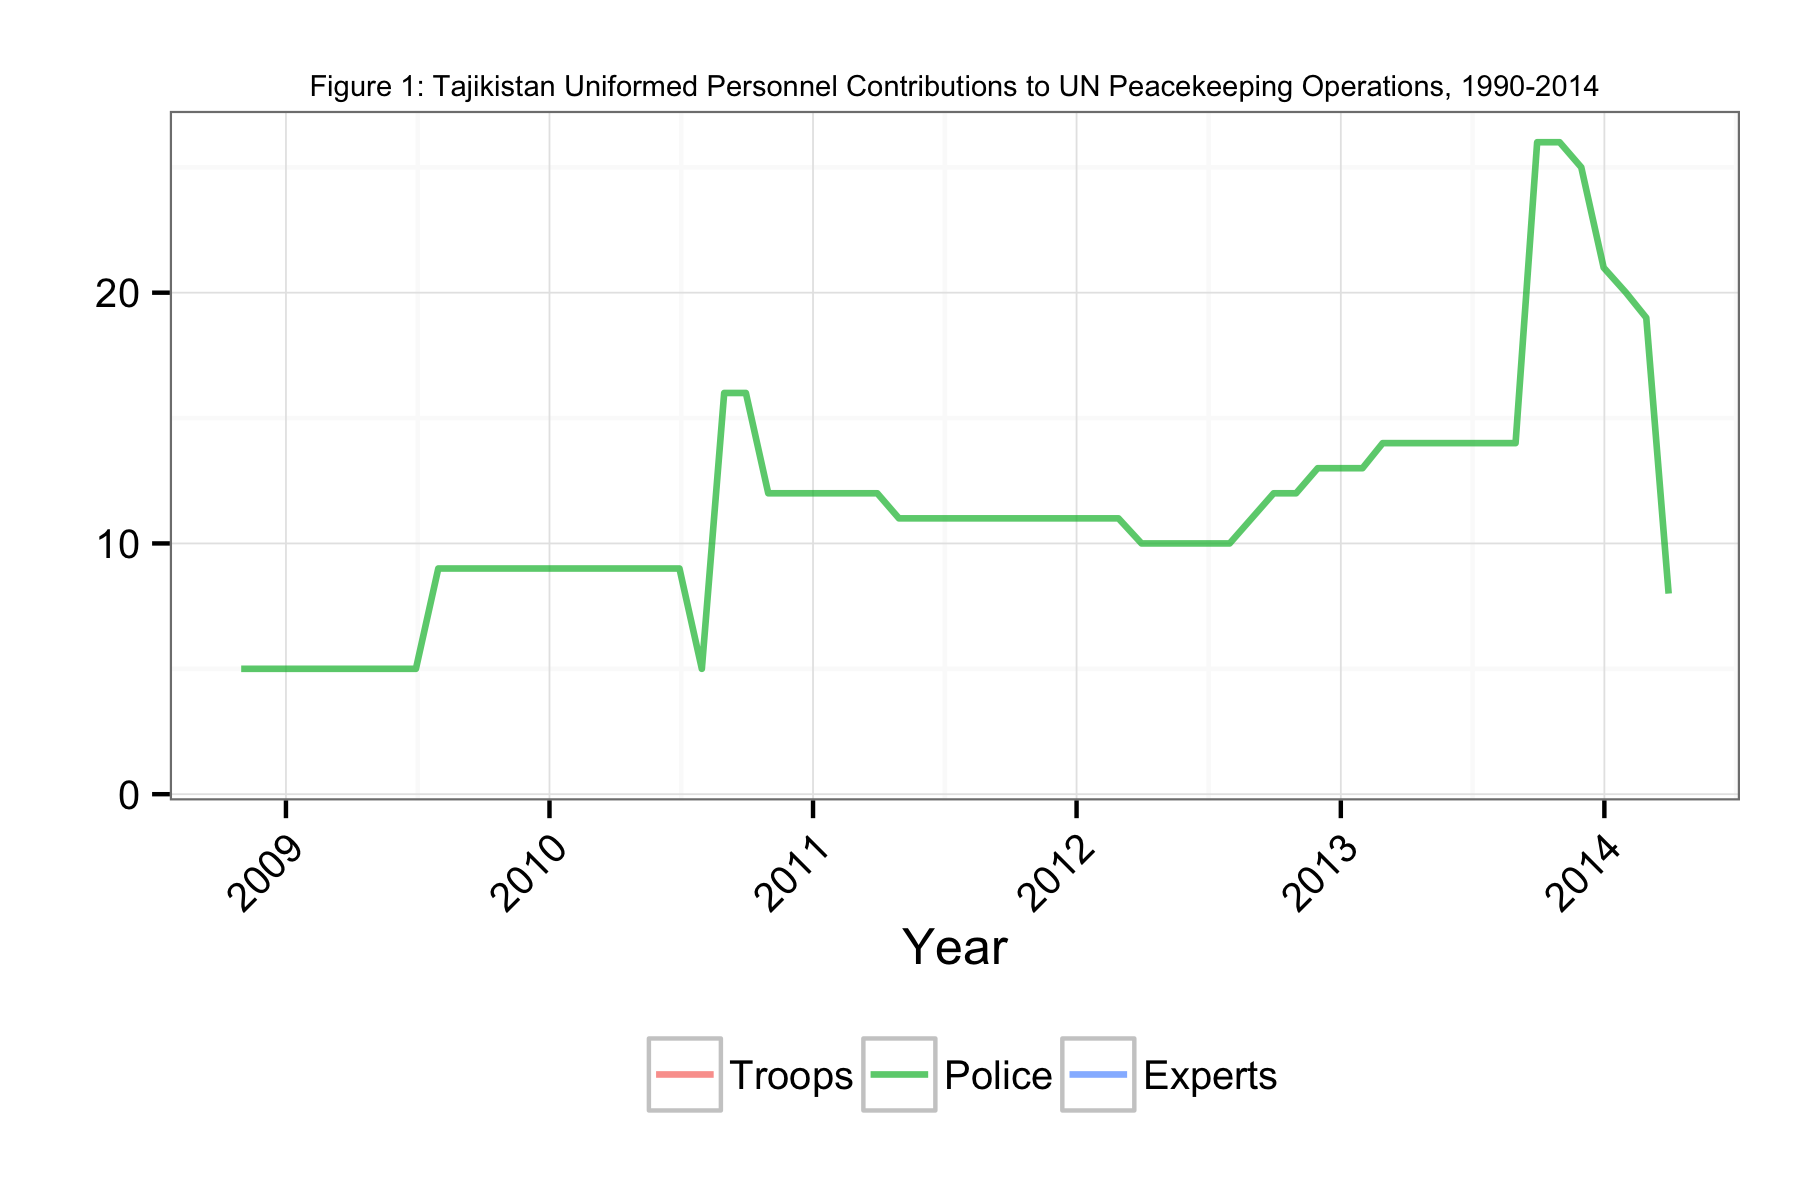 Figure 1: Tajikistan Uniformed Personnel Contributions to UN Peacekeeping Operations, 1990-2014
20
10
0
2009 2010 2011 2012 2013 2014
Year
Troops Police Experts